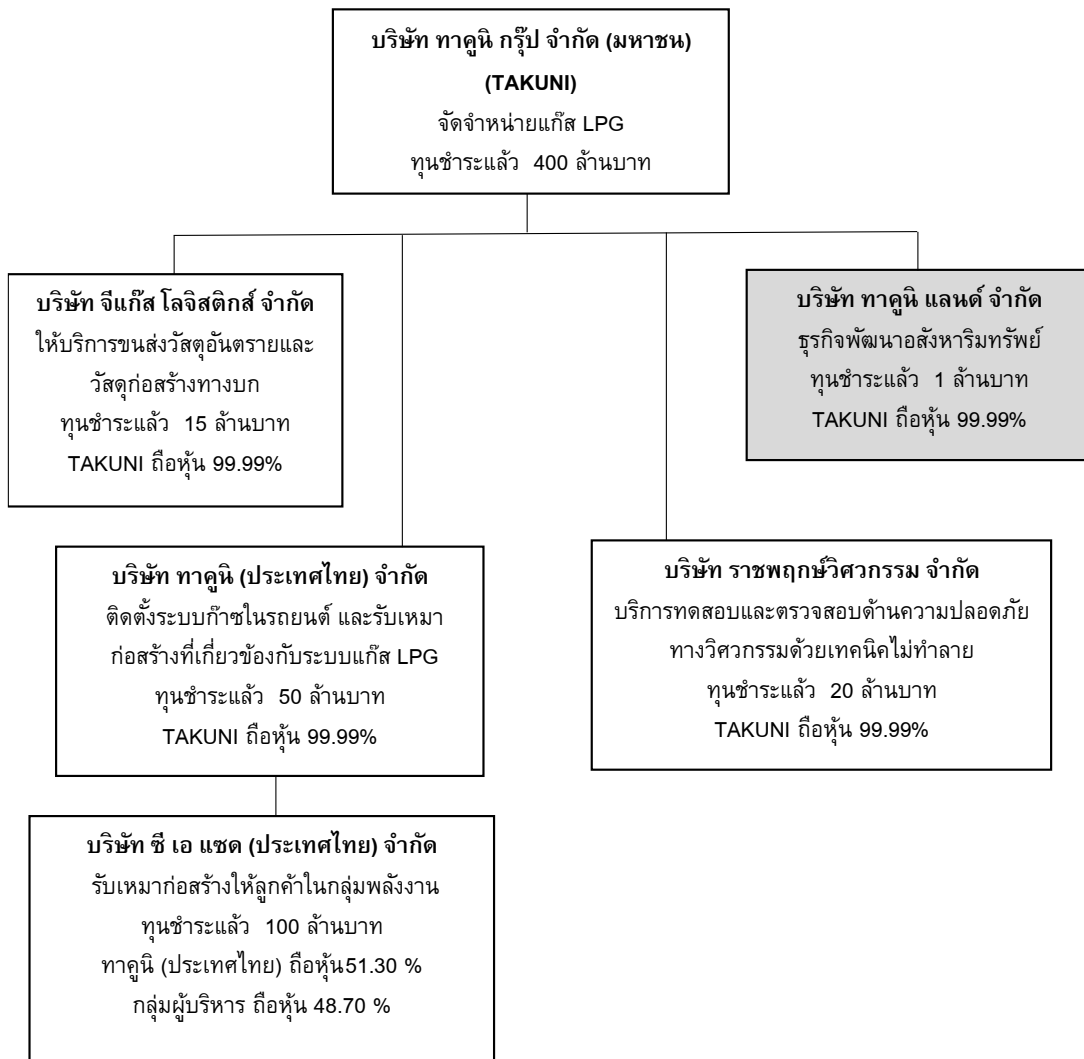 บริษัท ทาคูนิ กรุ๊ป จำกัด (มหาชน)
(TAKUNI)
จัดจำหน่ายแก๊ส LPG
ทุนชำระแล้ว 400 ล้านบาท
บริษัท จีแก๊ส โลจิสติกส์ จำกัด
ให้บริการขนส่งวัสตุอันตรายและ
วัสดุก่อสร้างทางบก
ทุนชำระแล้ว 15 ล้านบาท
TAKUNI ถือหุ้น 99.99%
บริษัท ทาคูนิ แลนด์ จำกัด
ธุรกิจพัฒนาอสังหาริมทรัพย์
ทุนชำระแล้ว 1 ล้านบาท
TAKUNI ถือหุ้น 99.99%
บริษัท ทาคูนิ (ประเทศไทย) จำกัด
ติดตั้งระบบก๊าซในรถยนต์ และรับเหมา
ก่อสร้างที่เกี่ยวข้องกับระบบแก๊ส LPG
ทุนชำระแล้ว 50 ล้านบาท
TAKUNI ถือหุ้น 99.99%
บริษัท ราชพฤกษ์วิศวกรรม จำกัด
บริการทดสอบและตรวจสอบด้านความปลอดภัย
ทางวิศวกรรมด้วยเทคนิคไม่ทำลาย
ทุนชำระแล้ว 20 ล้านบาท
TAKUNI ถือหุ้น 99.99%
บริษัท ซี เอ แซด (ประเทศไทย) จำกัด
รับเหมาก่อสร้างให้ลูกค้าในกลุ่มพลังงาน
ทุนชำระแล้ว 100 ล้านบาท
ทาคูนิ (ประเทศไทย) ถือหุ้น51.30 %
กลุ่มผู้บริหาร ถือหุ้น 48.70 %